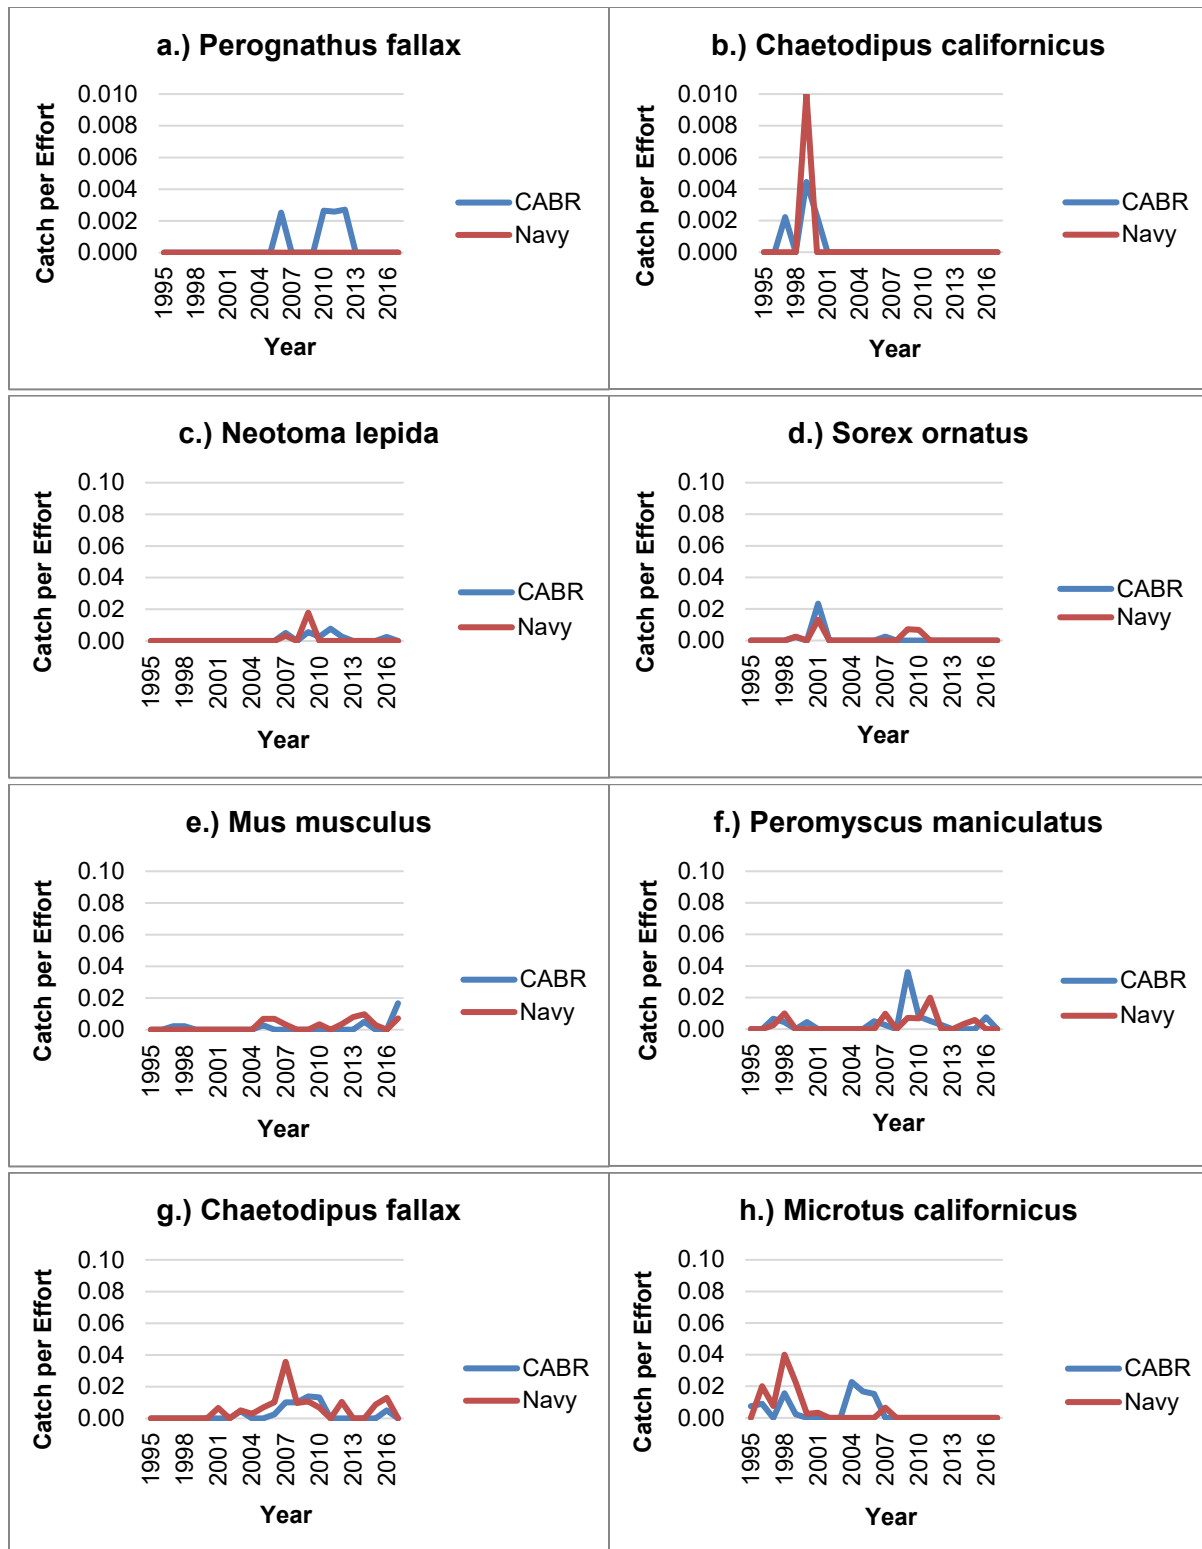 a.) Perognathus fallax
Catch per Effort
0.010
0.008
0.006
0.004
0.002
0.000
1995
1998
2001
2004
2007
2010
2013
2016
Year
CABR
Navy
b.) Chaetodipus californicus
Catch per Effort
0.010
0.008
0.006
0.004
0.002
0.000
1995
1998
2001
2004
2007
2010
2013
2016
Year
CABR
Navy
c.) Neotoma lepida
Catch per Effort
0.10
0.08
0.06
0.04
0.02
0.00
1995
1998
2001
2004
2007
2010
2013
2016
Year
CABR
Navy
d.) Sorex ornatus
Catch per Effort
0.10
0.08
0.06
0.04
0.02
0.00
1995
1998
2001
2004
2007
2010
2013
2016
Year
CABR
Navy
e.) Mus musculus
Catch per Effort
0.10
0.08
0.06
0.04
0.02
0.00
1995
1998
2001
2004
2007
2010
2013
2016
Year
CABR
Navy
f.) Peromyscus maniculatus
Catch per Effort
0.10
0.08
0.06
0.04
0.02
0.00
1995
1998
2001
2004
2007
2010
2013
2016
Year
CABR
Navy
g.) Chaetodipus fallax
Catch per Effort
0.10
0.08
0.06
0.04
0.02
0.00
1995
1998
2001
2004
2007
2010
2013
2016
Year
CABR
Navy
h.) Microtus californicus
Catch per Effort
0.10
0.08
0.06
0.04
0.02
0.00
1995
1998
2001
2004
2007
2010
2013
2016
Year
CABR
Navy